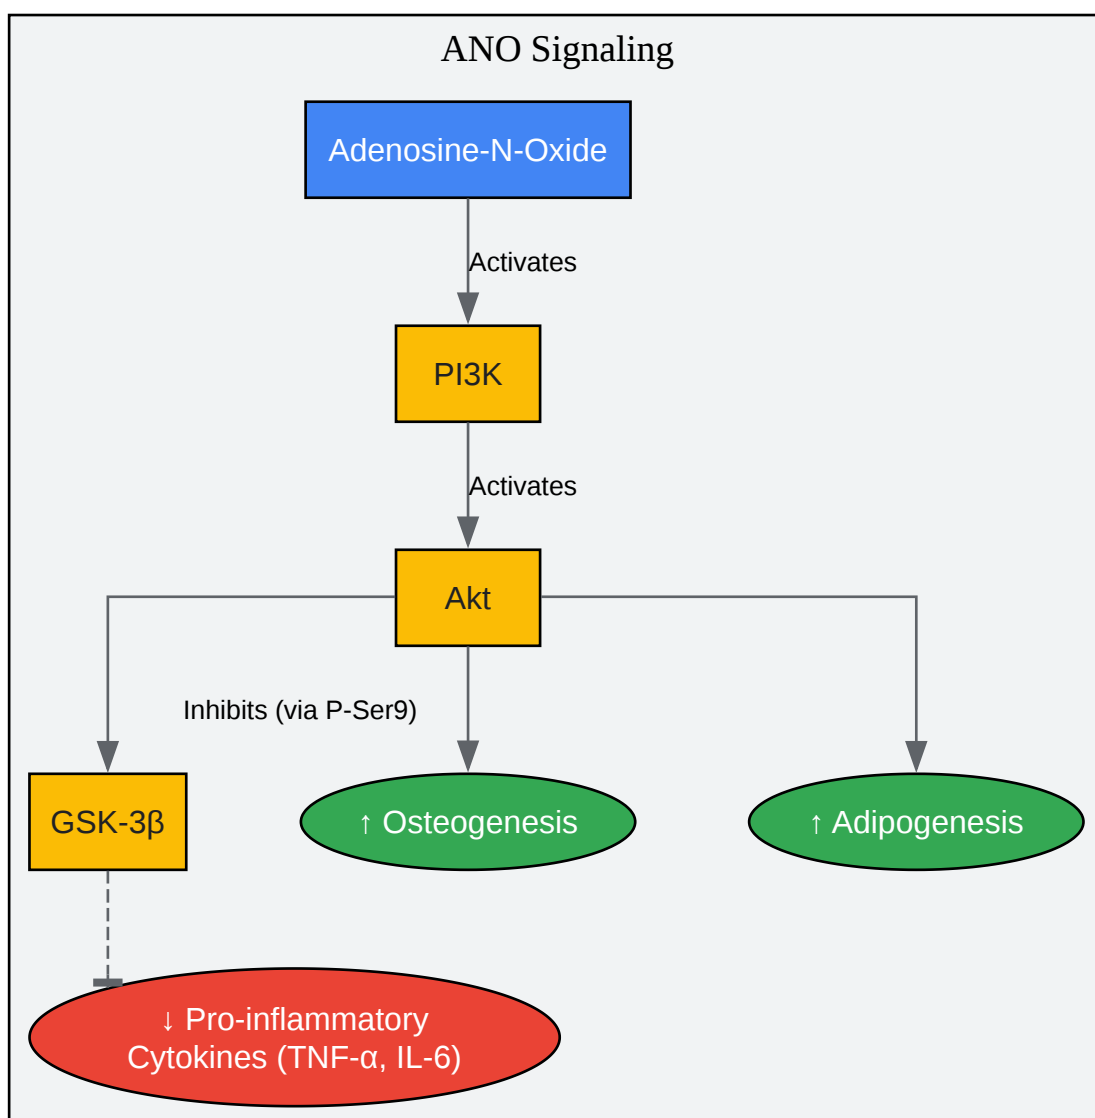 ANO Signaling
Adenosine-N-Oxide
Activates
PI3K
Activates
Akt
Inhibits (via P-Ser9)
GSK-3β
↑ Osteogenesis
↑ Adipogenesis
↓ Pro-inflammatory
Cytokines (TNF-α, IL-6)